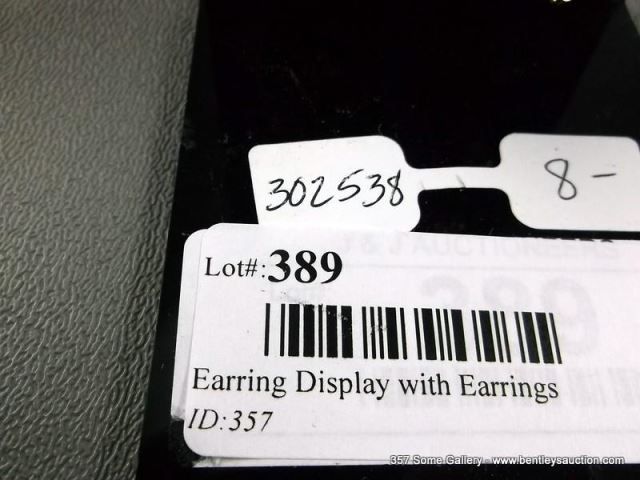 302538
8-
Lot#:389
Earring Display with Earrings
ID:357
357 Some Gallery - www.bentleysauction.com